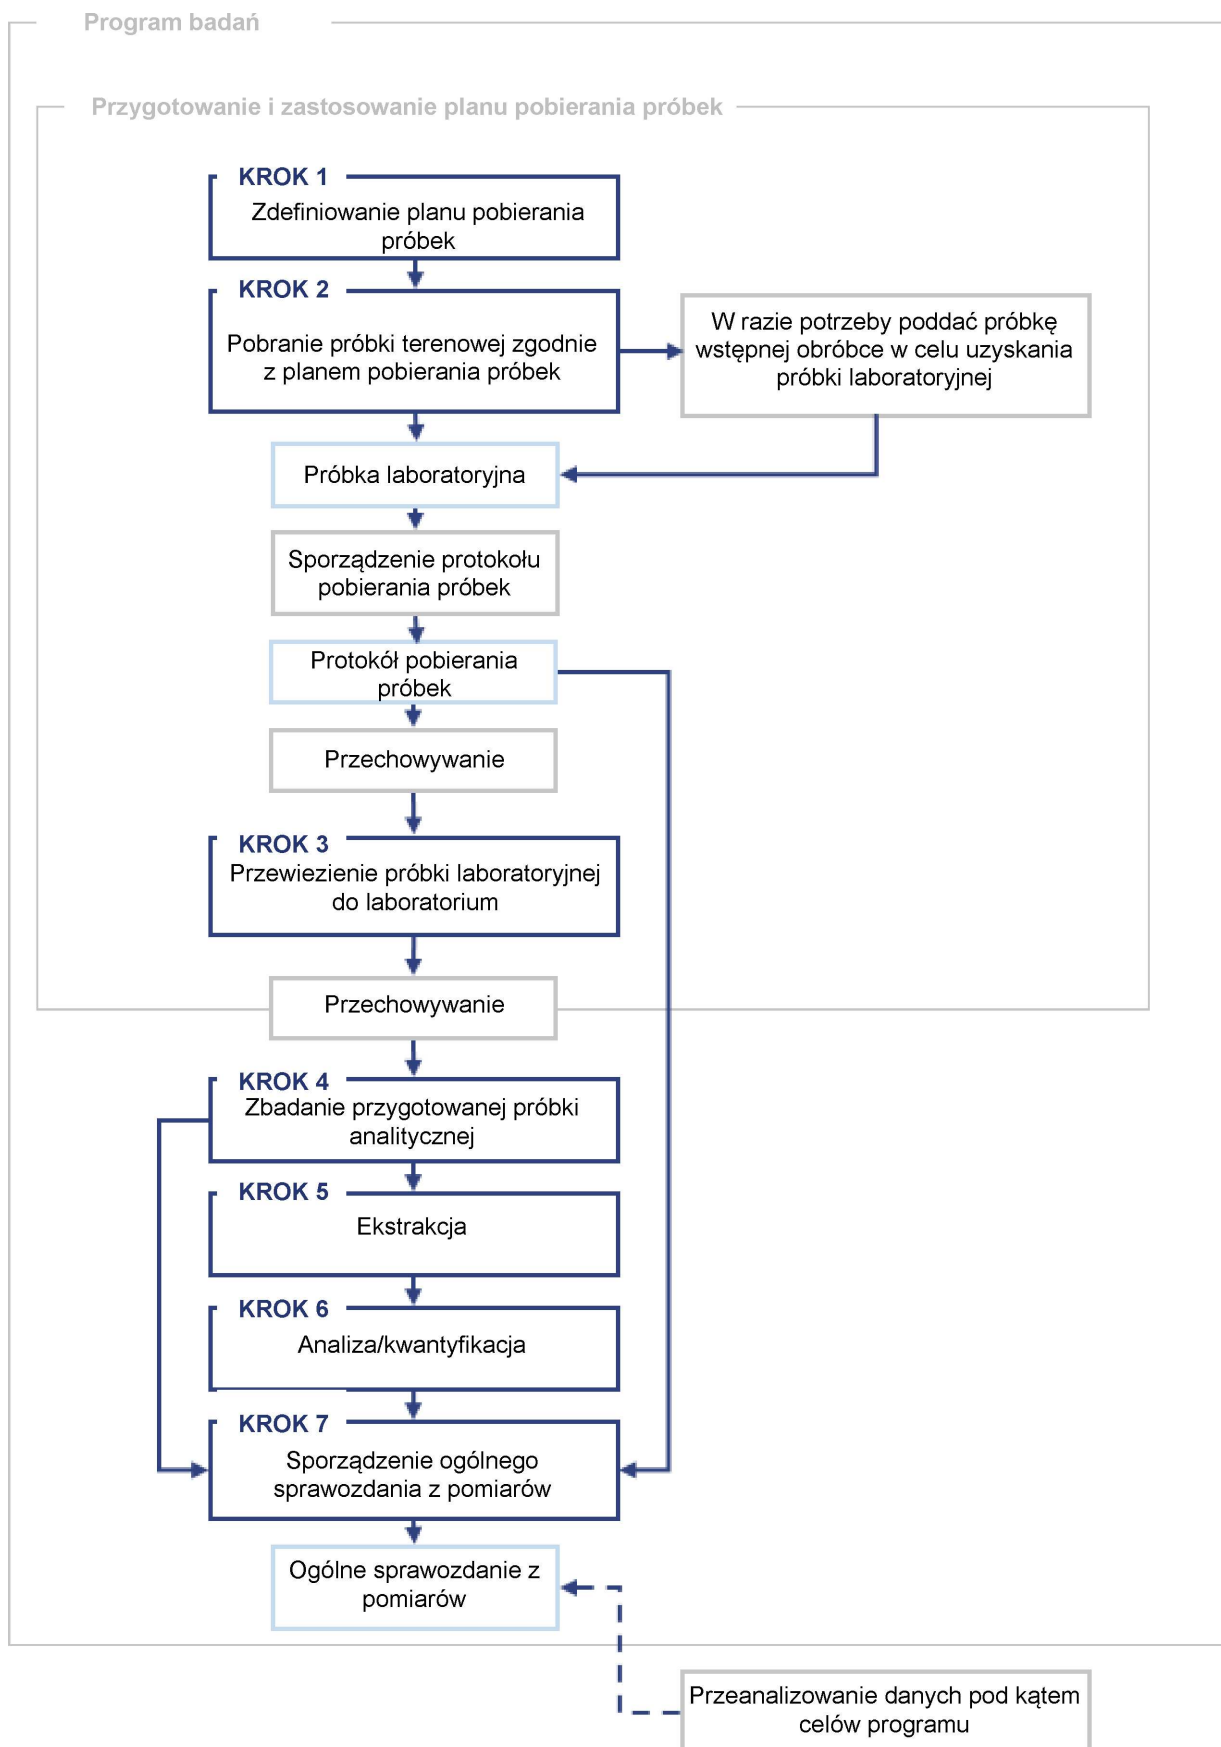 Program badań
Przygotowanie i zastosowanie planu pobierania próbek
KROK 1
Zdefiniowanie planu pobierania
próbek
KROK 2
Pobranie próbki terenowej zgodnie
z planem pobierania próbek
W razie potrzeby poddać próbkę
wstępnej obróbce w celu uzyskania
próbki laboratoryjnej
Próbka laboratoryjna
Sporządzenie protokołu
pobierania próbek
Protokół pobierania
próbek
Przechowywanie
KROK 3
Przewiezienie próbki laboratoryjnej
do laboratorium
Przechowywanie
KROK 4
Zbadanie przygotowanej próbki
analitycznej
KROK 5
Ekstrakcja
KROK 6
Analiza/kwantyfikacja
KROK 7
Sporządzenie ogólnego
sprawozdania z pomiarów
Ogólne sprawozdanie z
pomiarów
Przeanalizowanie danych pod kątem
celów programu